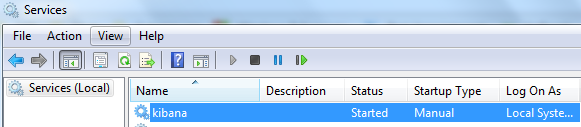 Services
File Action View Help
Services (Local)
Name Description Status Startup Type Log On As
kibana Started Manual Local Syste...